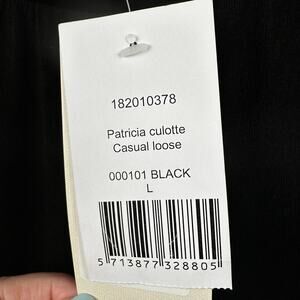 182010378
Patricia culotte
Casual loose
000101 BLACK
L
5 713877 328805